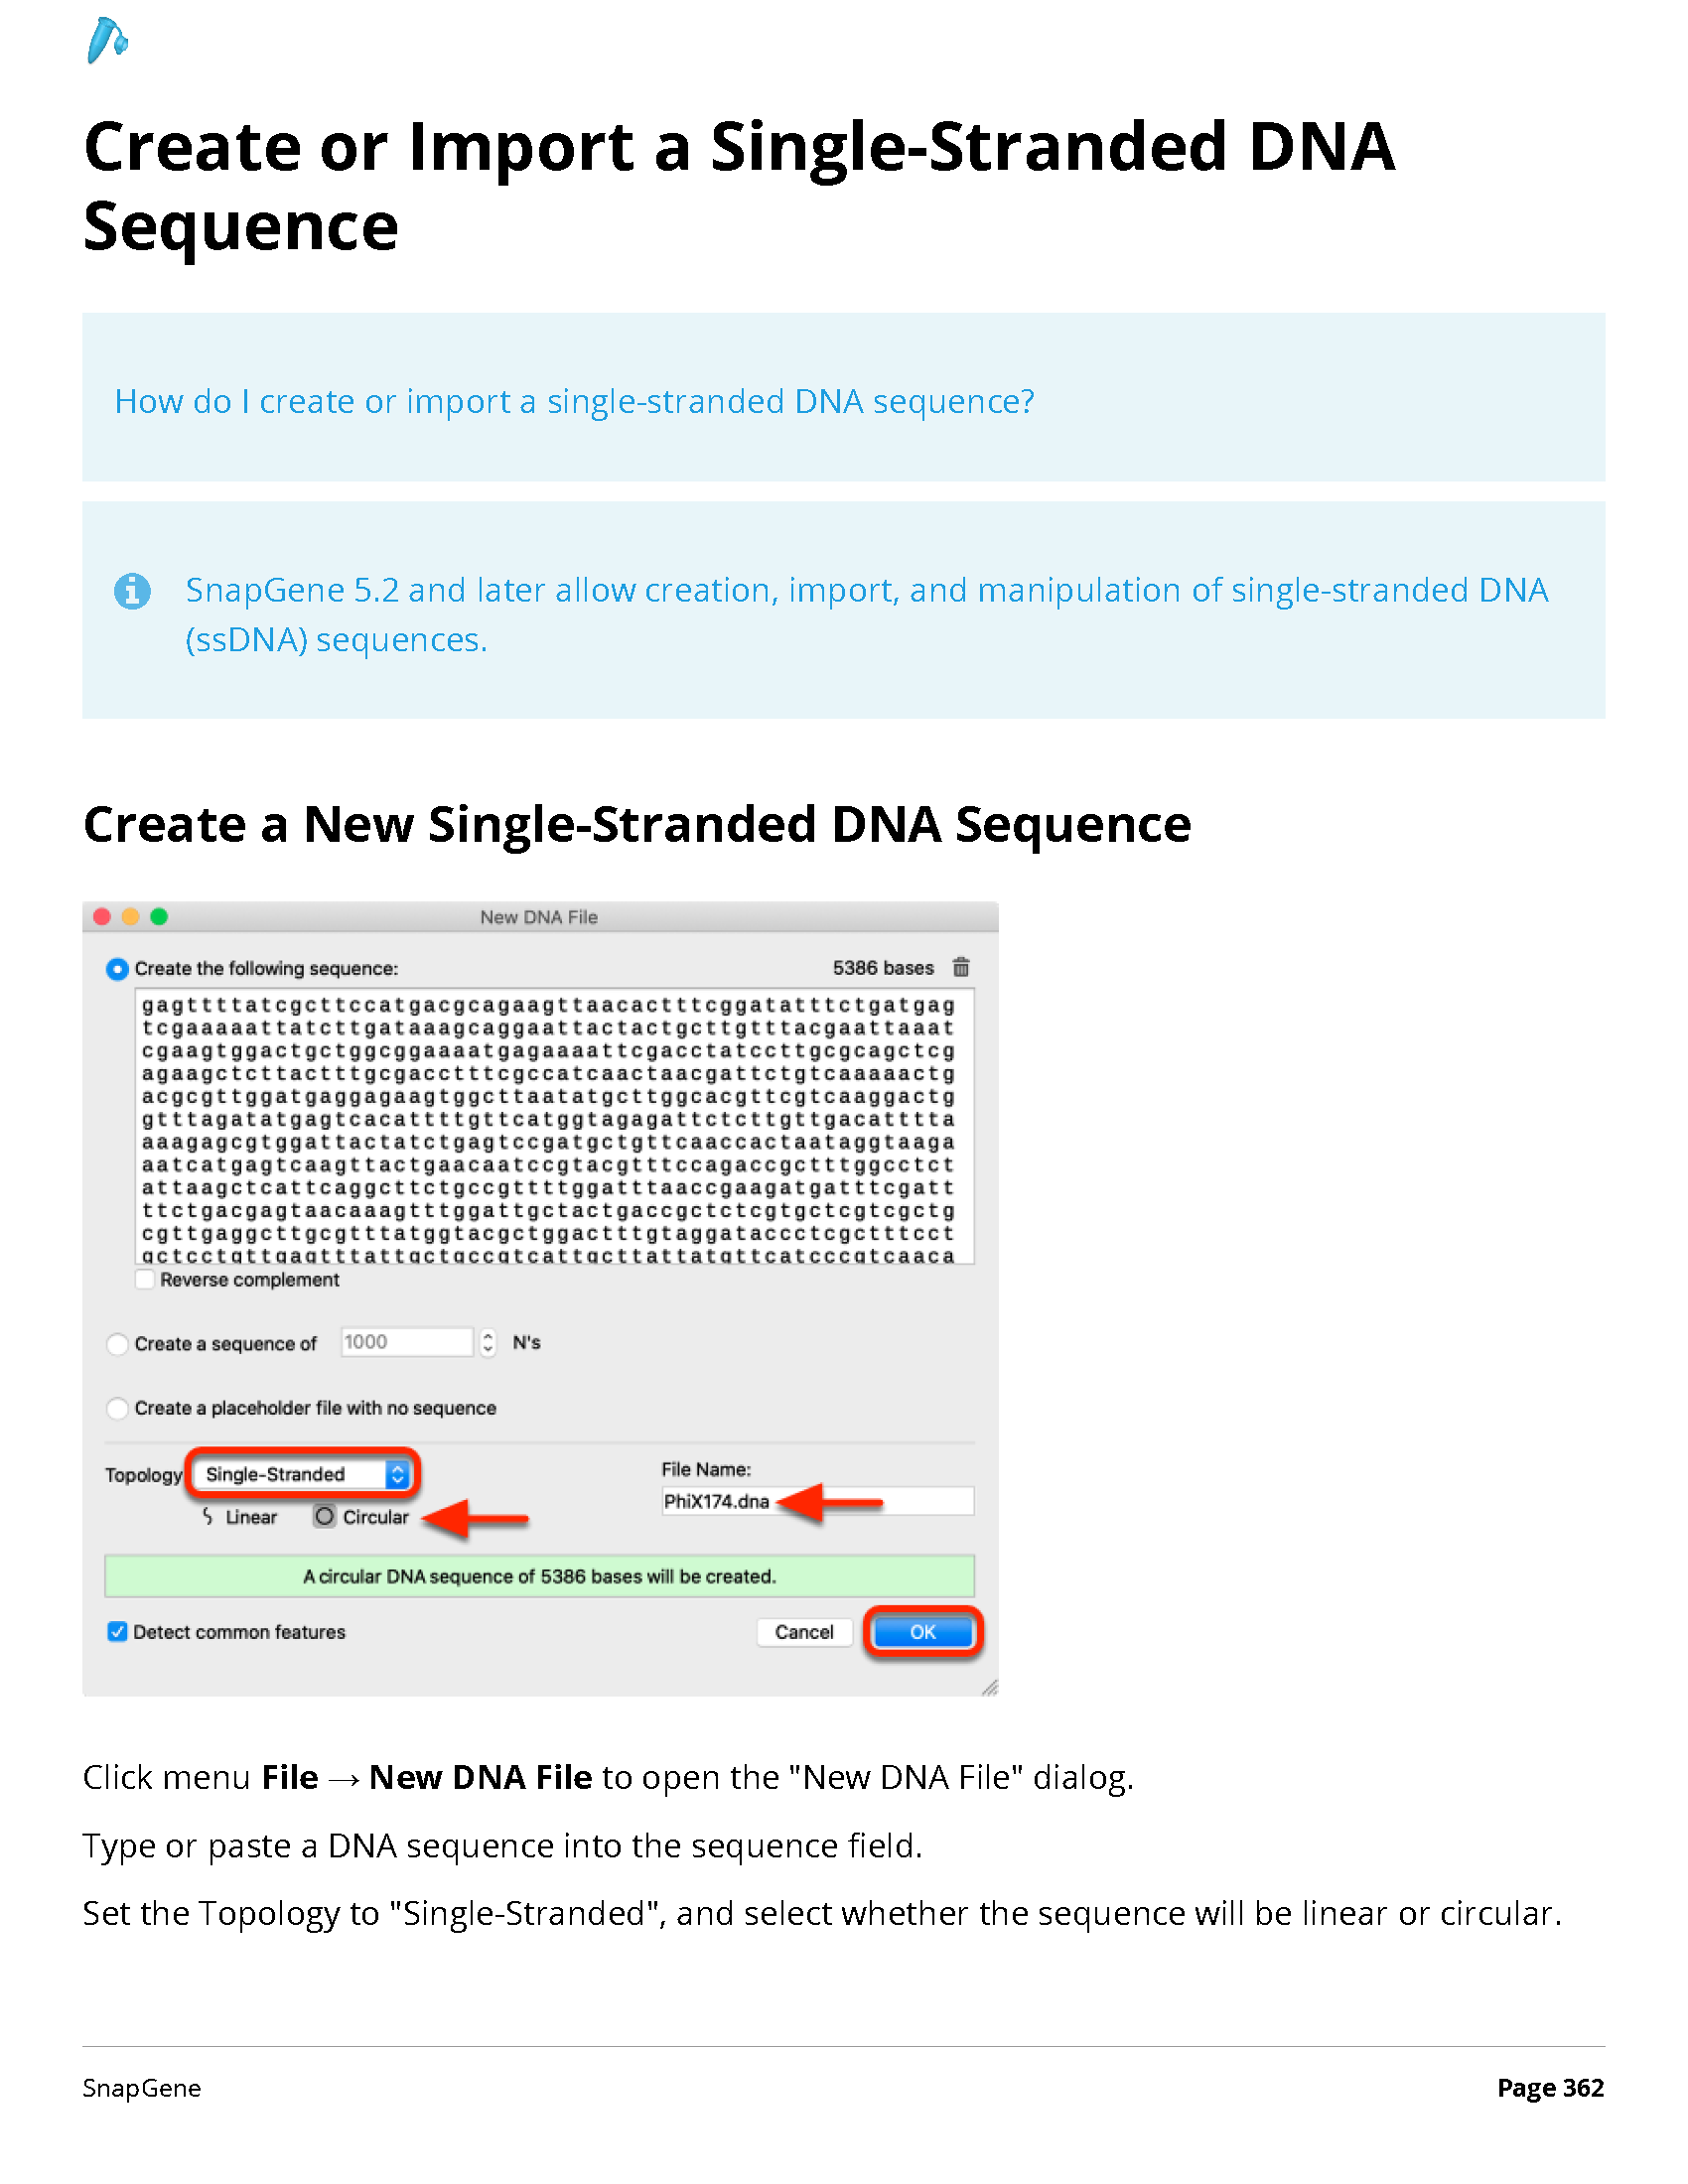 Create or Import a Single-Stranded DNA
Sequence
How do I create or import a single-stranded DNA sequence?
SnapGene 5.2 and later allow creation, import, and manipulation of single-stranded DNA
(ssDNA) sequences.
Create a New Single-Stranded DNA Sequence
New DNA File
Create the following sequence: 5386 bases
gagttttatcgcttccatgacgcagaagttaacactttcggatatttctgatgag
tcgaaaaattatcttgataaagcaggaattactactgcttgtttacgaattaaat
cgaagtggactgctggcggaaaatgagaaaattcgacctatccttgcgcagctcg
agaagctcttactttgcgacctttcgccatcaactaacgattctgtcaaaaactg
acgcgttggatgaggagaagtggcttaatatgcttggcacgttcgtcaaggactg
gtttagatatgagtcacattttgttcatggtagagattctcttgttgacatttta
aaagagcgtggattactatctgagtccgatgctgttcaaccactaataggtaaga
aatcatgagtcaagttactgaacaatccgtacgtttccagaccgctttggcctct
attaagctcattcaggcttctgccgttttggatttaaccgaagatgatttcgatt
ttctgacgagtaacaaagtttggattgctactgaccgctctcgtgctcgtcgctg
cgttgaggcttgcgtttatggtacgctggactttgtaggataccctcgctttcct
gctcctgttgagtttattgctgccgtcattgcttattatgttcatcccgtcaaca
Reverse complement
Create a sequence of 1000 N's
Create a placeholder file with no sequence
Topology Single-Stranded File Name:
PhiX174.dna
Linear Circular
A circular DNA sequence of 5386 bases will be created.
Detect common features Cancel OK
Click menu File → New DNA File to open the "New DNA File" dialog.
Type or paste a DNA sequence into the sequence field.
Set the Topology to "Single-Stranded", and select whether the sequence will be linear or circular.
SnapGene Page 362